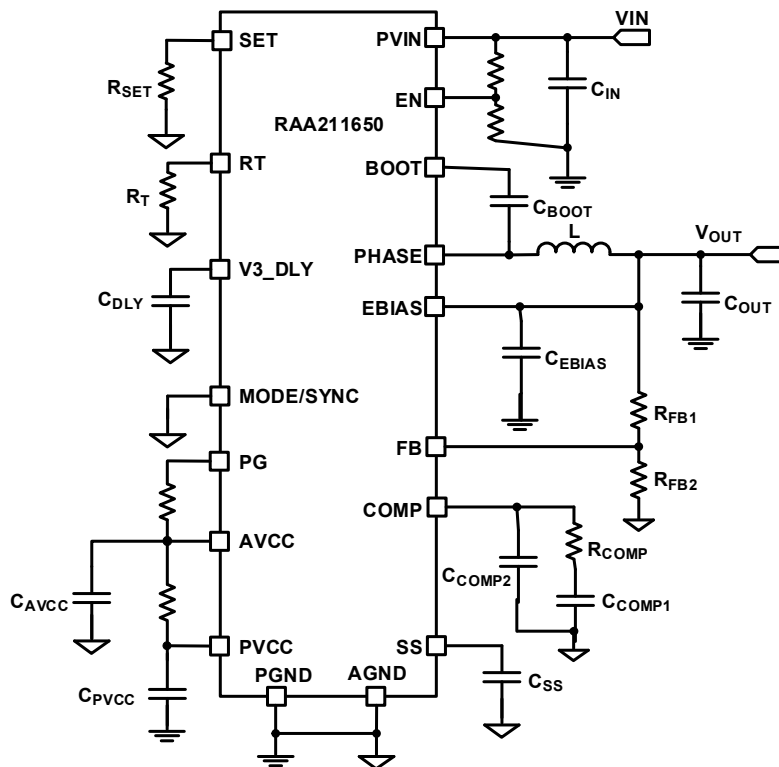 VIN
SET
PVIN
R_SET
C_IN
EN
RAA211650
RT
BOOT
R_T
C_BOOT
L
V_OUT
PHASE
V3_DLY
C_DLY
EBIAS
C_OUT
C_EBIAS
MODE/SYNC
R_FB1
FB
PG
R_FB2
COMP
AVCC
R_COMP
C_COMP2
C_AVCC
C_COMP1
PVCC
SS
PGND
AGND
C_SS
C_PVCC